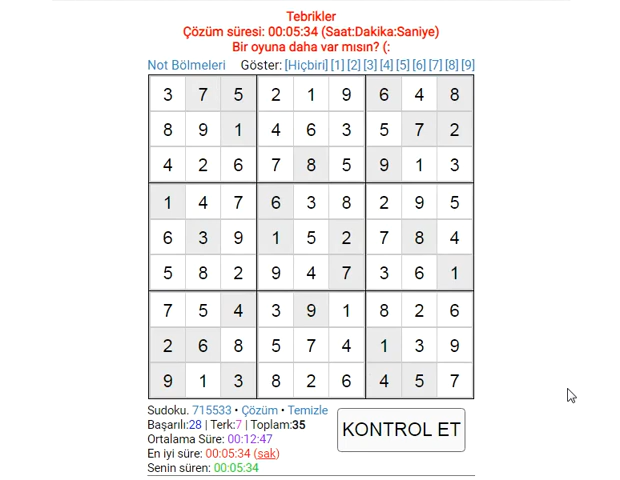 Tebrikler
Çözüm süresi: 00:05:34 (Saat:Dakika:Saniye)
Bir oyuna daha var mısın? (:
Not Bölmeleri Göster: [Hiçbiri] [1] [2] [3] [4] [5] [6] [7] [8] [9]
3 7 5 2 1 9 6 4 8
8 9 1 4 6 3 5 7 2
4 2 6 7 8 5 9 1 3
1 4 7 6 3 8 2 9 5
6 3 9 1 5 2 7 8 4
5 8 2 9 4 7 3 6 1
7 5 4 3 9 1 8 2 6
2 6 8 5 7 4 1 3 9
9 1 3 8 2 6 4 5 7
Sudoku. 715533 • Çözüm • Temizle
Başarılı:28 | Terk:7 | Toplam:35
Ortalama Süre: 00:12:47
En iyi süre: 00:05:34 (sak)
Senin süren: 00:05:34
KONTROL ET